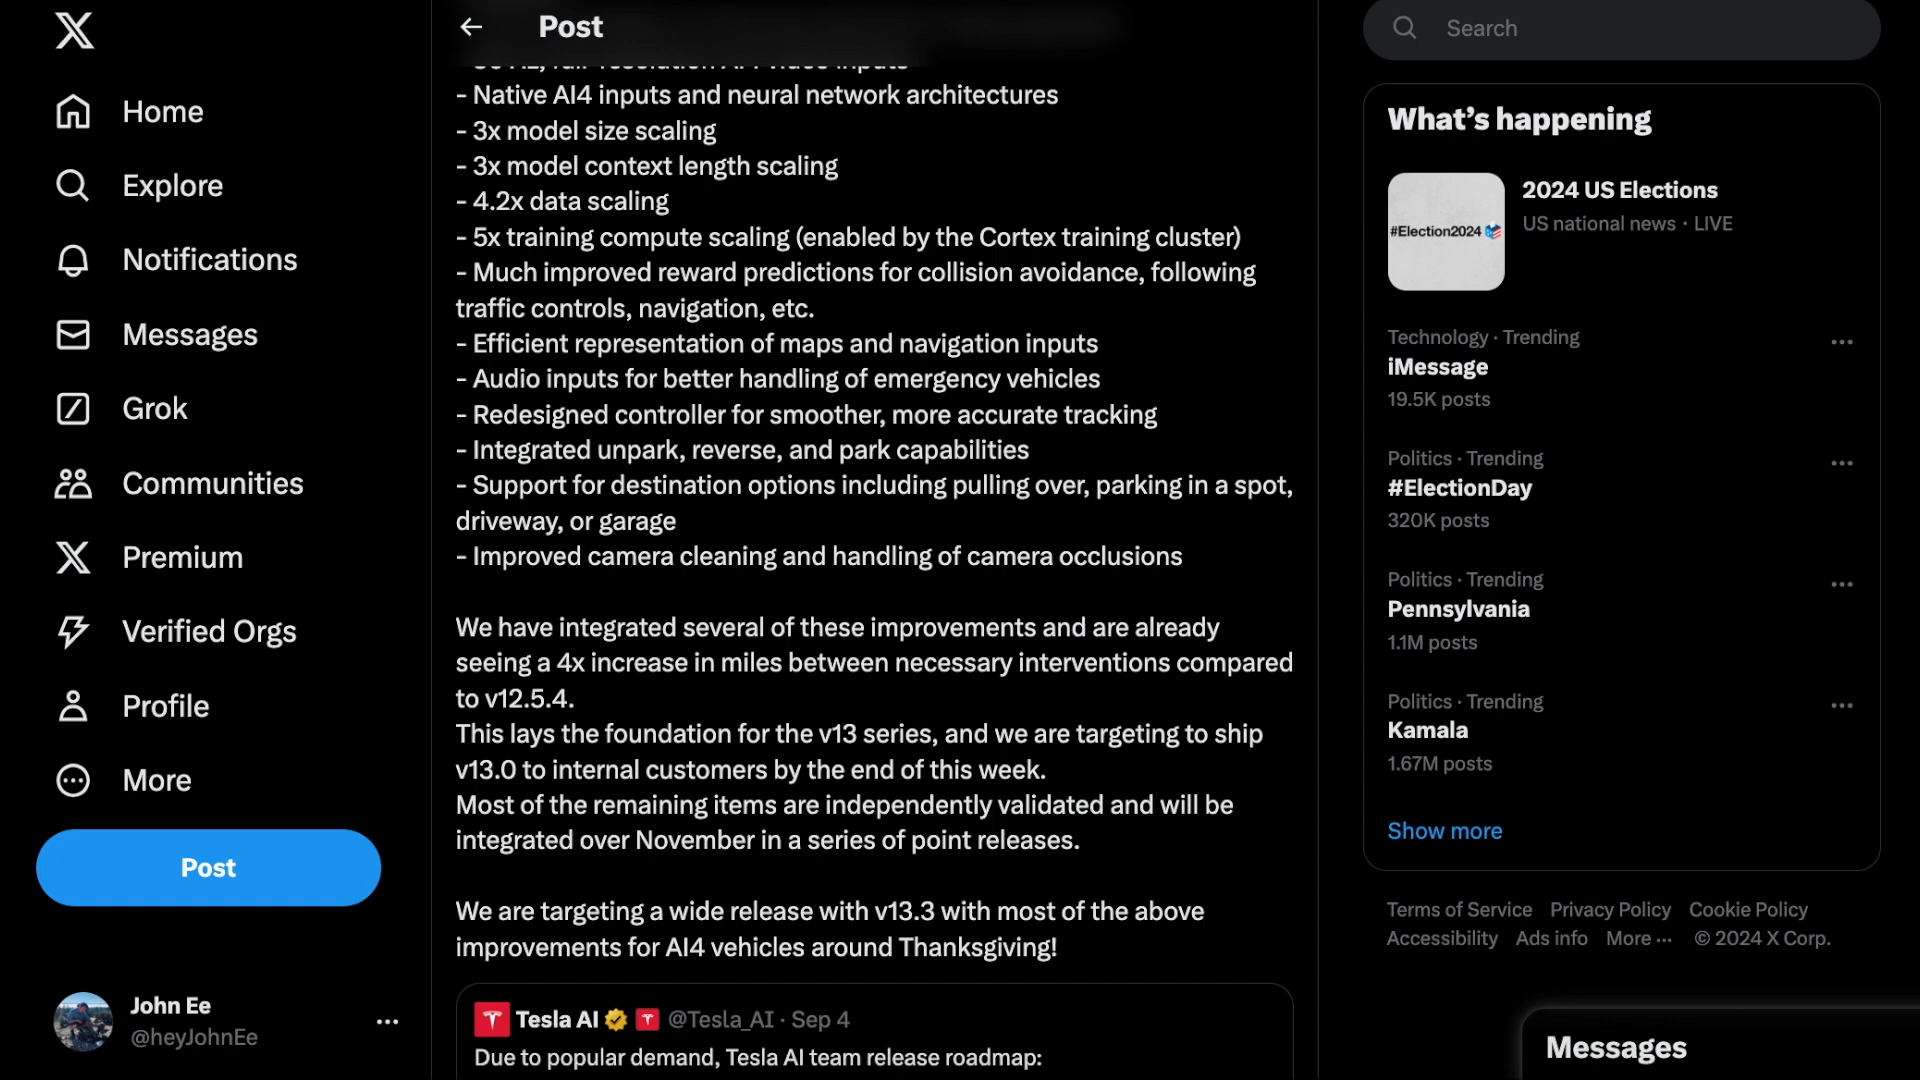 Home
Explore
Notifications
Messages
Grok
Communities
Premium
Verified Orgs
Profile
More
Post
John Ee
@heyJohnEe
Post
- Native AI4 inputs and neural network architectures
- 3x model size scaling
- 3x model context length scaling
- 4.2x data scaling
- 5x training compute scaling (enabled by the Cortex training cluster)
- Much improved reward predictions for collision avoidance, following
traffic controls, navigation, etc.
- Efficient representation of maps and navigation inputs
- Audio inputs for better handling of emergency vehicles
- Redesigned controller for smoother, more accurate tracking
- Integrated unpark, reverse, and park capabilities
- Support for destination options including pulling over, parking in a spot,
driveway, or garage
- Improved camera cleaning and handling of camera occlusions
We have integrated several of these improvements and are already
seeing a 4x increase in miles between necessary interventions compared
to v12.5.4.
This lays the foundation for the v13 series, and we are targeting to ship
v13.0 to internal customers by the end of this week.
Most of the remaining items are independently validated and will be
integrated over November in a series of point releases.
We are targeting a wide release with v13.3 with most of the above
improvements for AI4 vehicles around Thanksgiving!
Tesla AI @Tesla_AI · Sep 4
Due to popular demand, Tesla AI team release roadmap:
Search
What's happening
#Election2024
2024 US Elections
US national news · LIVE
Technology · Trending
iMessage
19.5K posts
Politics · Trending
#ElectionDay
320K posts
Politics · Trending
Pennsylvania
1.1M posts
Politics · Trending
Kamala
1.67M posts
Show more
Terms of Service Privacy Policy Cookie Policy
Accessibility Ads info More ··· © 2024 X Corp.
Messages